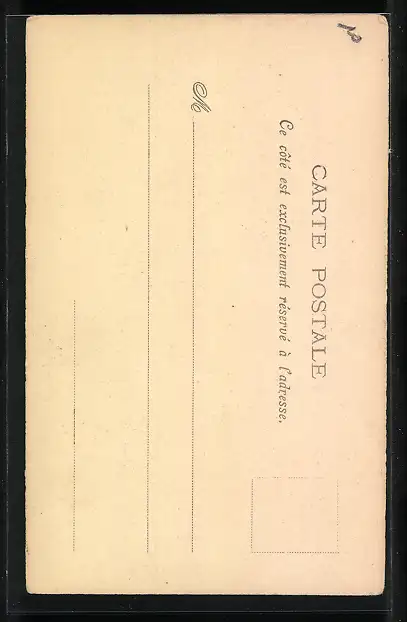 CARTE POSTALE
Ce côté est exclusivement réservé à l'adresse.
M